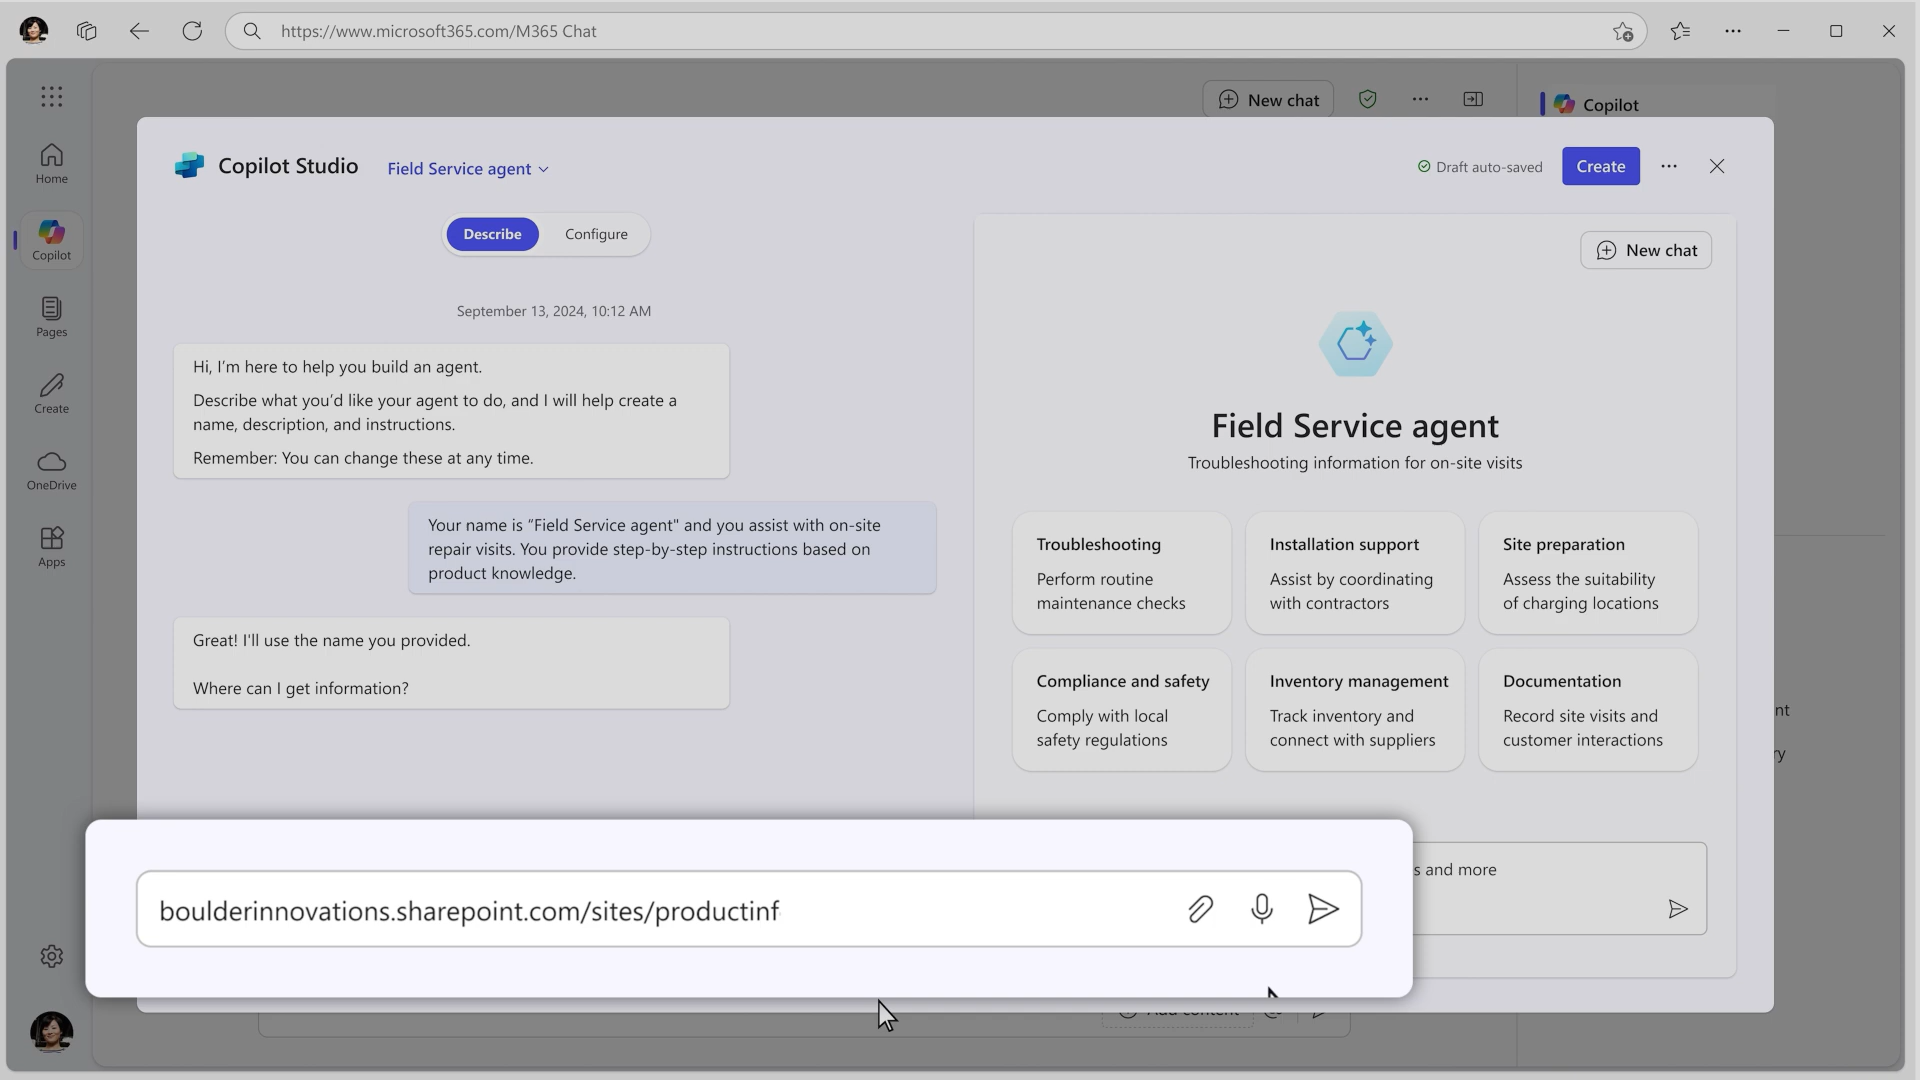 https://www.microsoft365.com/M365 Chat
New chat
Copilot
Home
Copilot
Pages
Create
OneDrive
Apps
Copilot Studio
Field Service agent
Draft auto-saved
Create
Describe
Configure
September 13, 2024, 10:12 AM
Hi, I'm here to help you build an agent.
Describe what you'd like your agent to do, and I will help create a
name, description, and instructions.
Remember: You can change these at any time.
Your name is “Field Service agent" and you assist with on-site
repair visits. You provide step-by-step instructions based on
product knowledge.
Great! I'll use the name you provided.
Where can I get information?
New chat
Field Service agent
Troubleshooting information for on-site visits
Troubleshooting
Perform routine
maintenance checks
Installation support
Assist by coordinating
with contractors
Site preparation
Assess the suitability
of charging locations
Compliance and safety
Comply with local
safety regulations
Inventory management
Track inventory and
connect with suppliers
Documentation
Record site visits and
customer interactions
nt
ry
s and more
boulderinnovations.sharepoint.com/sites/productinf
Add content